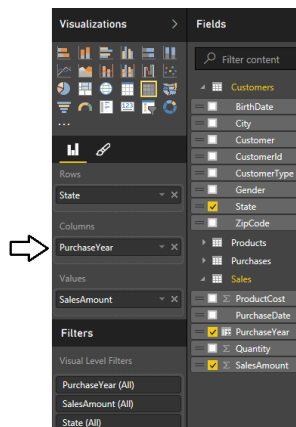 Visualizations
Rows
State
Columns
PurchaseYear
Values
SalesAmount
Filters
Visual Level Filters
PurchaseYear (All)
SalesAmount (All)
State (All)
Fields
Filter content
Customers
BirthDate
City
Customer
CustomerId
CustomerType
Gender
State
ZipCode
Products
Purchases
Sales
ProductCost
PurchaseDate
PurchaseYear
Quantity
SalesAmount